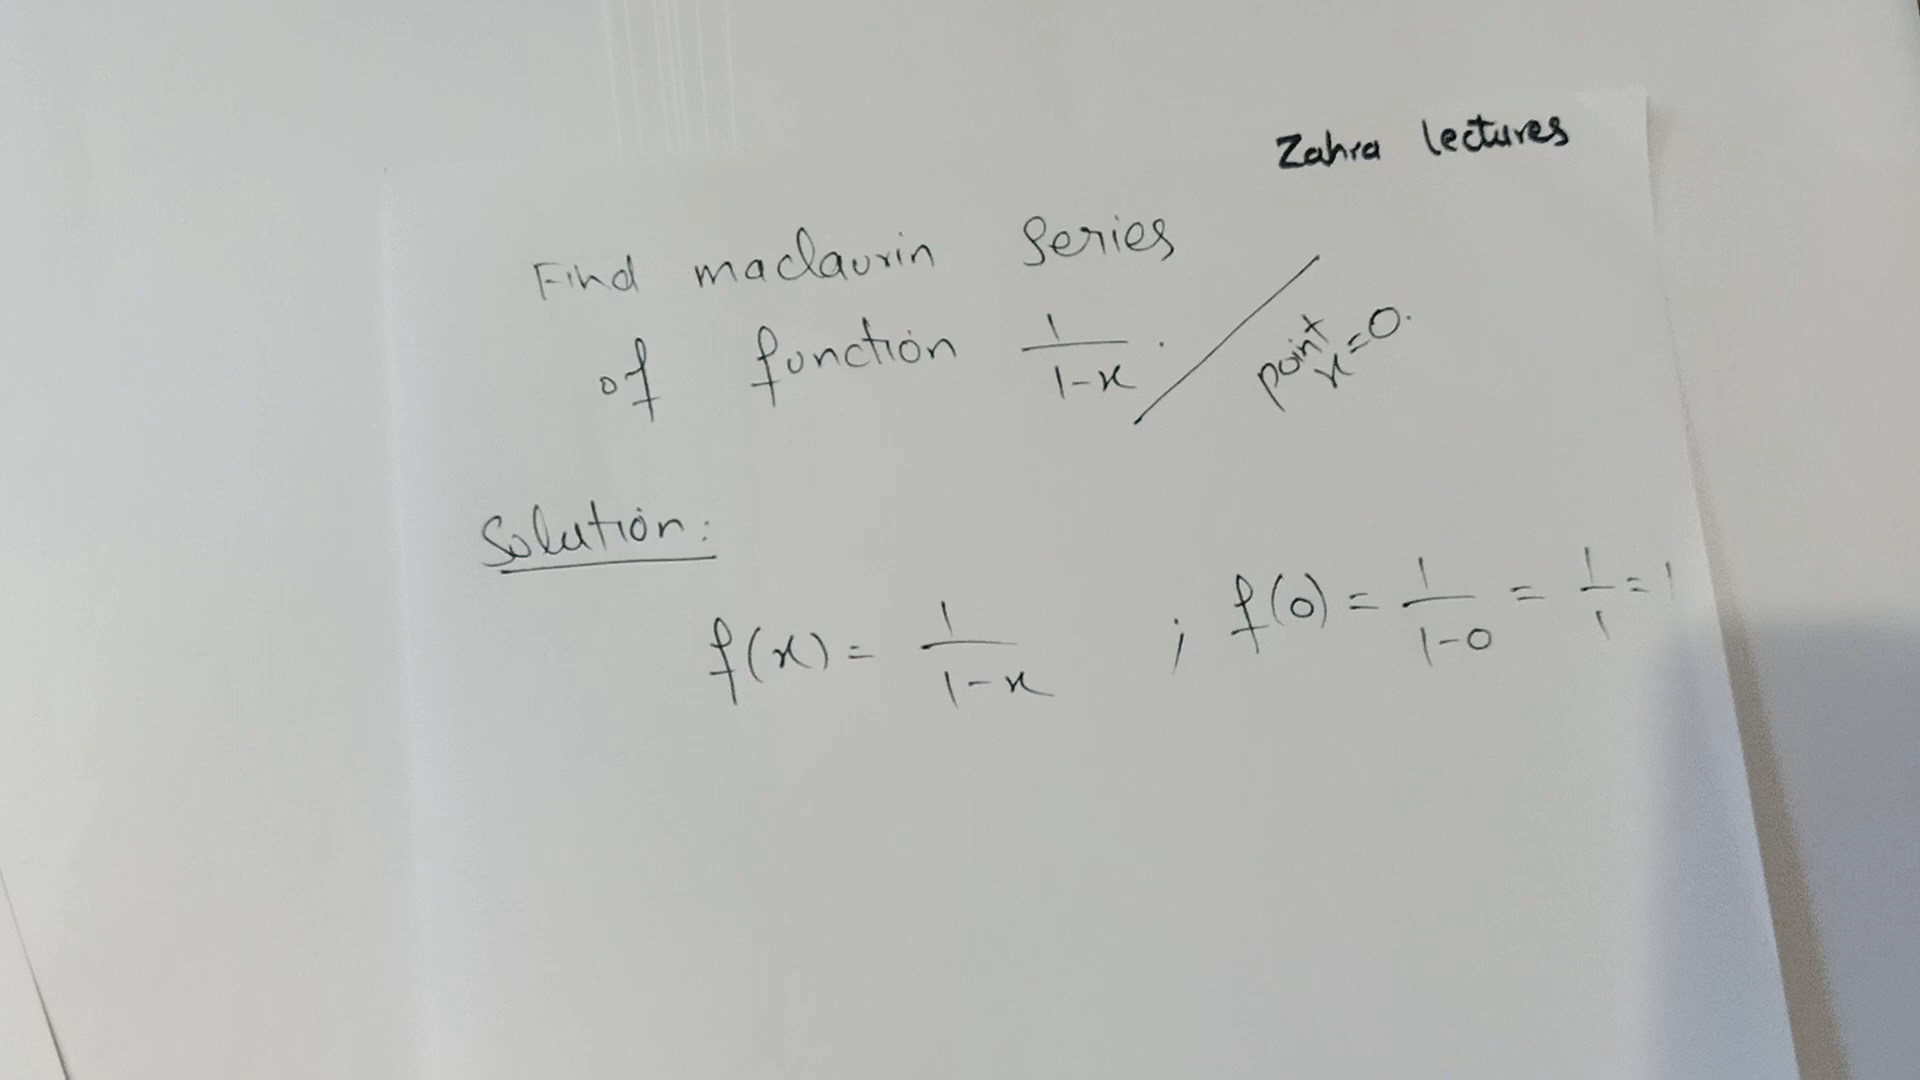 Zahra lectures
Find maclaurin Series
of function 1/(1-x). / point x=0.
Solution:
f(x) = 1/(1-x) ; f(0) = 1/(1-0) = 1/1 = 1